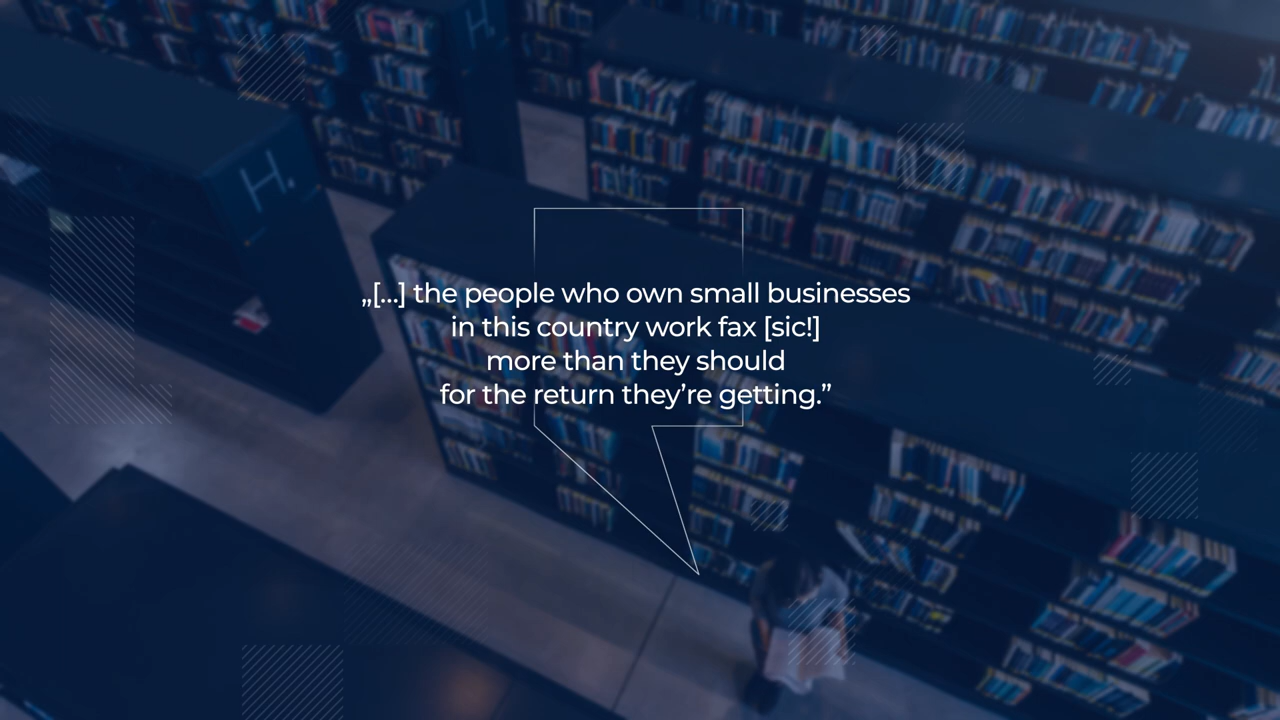 H.
H.
„[...] the people who own small businesses
in this country work fax [sic!]
more than they should
for the return they’re getting.”